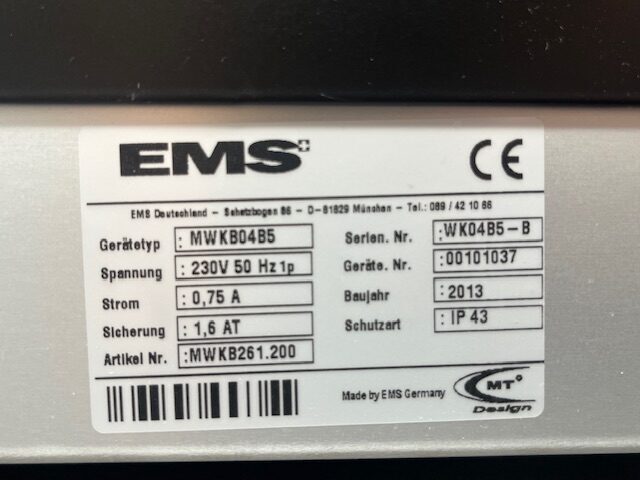 EMS+
CE
EMS Deutschland - Schatzbogen 86 - D-81829 München - Tel.: 089 / 42 10 86
Gerätetyp : MWKB04B5
Spannung : 230V 50 Hz 1p
Strom : 0,75 A
Sicherung : 1,6 AT
Artikel Nr. :MWKB261.200
Serien. Nr. :WK04B5-B
Geräte. Nr. :00101037
Baujahr :2013
Schutzart : IP 43
Made by EMS Germany
MT°
Design